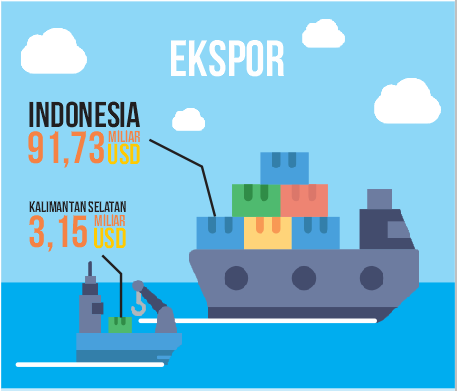 EKSPOR
INDONESIA
91,73 MILIAR USD
KALIMANTAN SELATAN
3,15 MILIAR USD